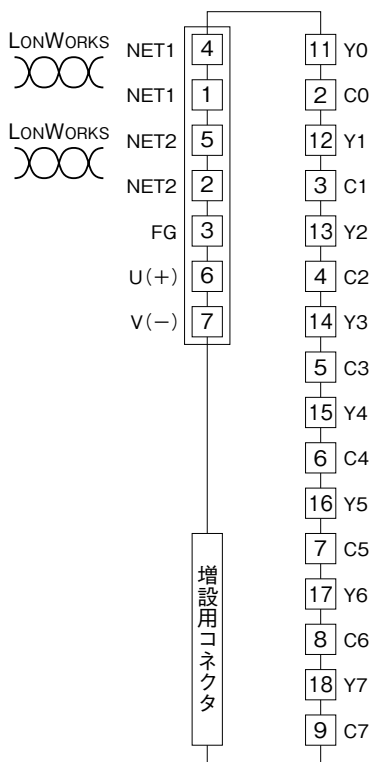 LONWORKS
NET1 4
NET1 1
LONWORKS
NET2 5
NET2 2
FG 3
U(+) 6
V(−) 7
増設用コネクタ
11 Y0
2 C0
12 Y1
3 C1
13 Y2
4 C2
14 Y3
5 C3
15 Y4
6 C4
16 Y5
7 C5
17 Y6
8 C6
18 Y7
9 C7